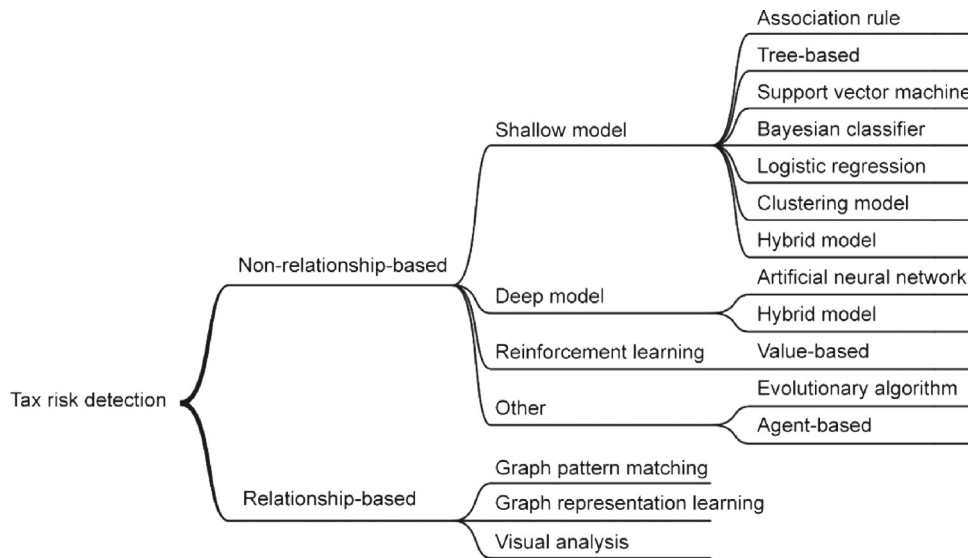 Association rule
Tree-based
Support vector machine
Shallow model
Bayesian classifier
Logistic regression
Clustering model
Hybrid model
Non-relationship-based
Artificial neural network
Deep model
Hybrid model
Reinforcement learning
Value-based
Evolutionary algorithm
Tax risk detection
Other
Agent-based
Graph pattern matching
Relationship-based
Graph representation learning
Visual analysis